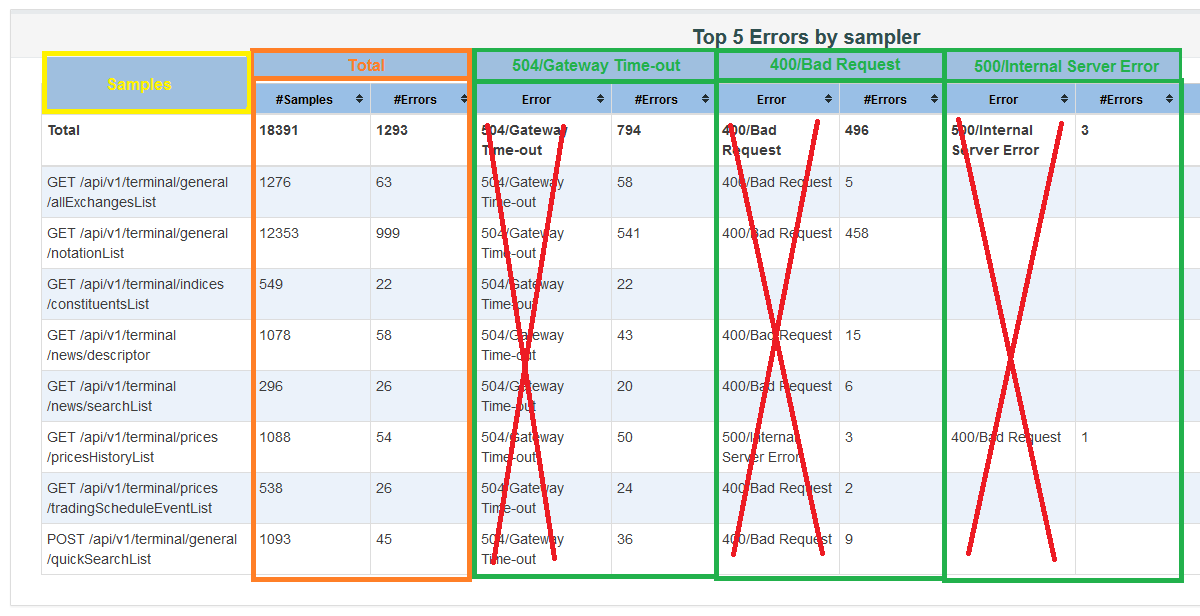 Top 5 Errors by sampler
Samples Total 504/Gateway Time-out 400/Bad Request 500/Internal Server Error
#Samples #Errors Error #Errors Error #Errors Error #Errors
Total 18391 1293 504/Gateway 794 400/Bad 496 500/Internal 3
Time-out Request Server Error
GET /api/v1/terminal/general 1276 63 504/Gateway 58 400/Bad Request 5
/allExchangesList Time-out
GET /api/v1/terminal/general 12353 999 504/Gateway 541 400/Bad Request 458
/notationList Time-out
GET /api/v1/terminal/indices 549 22 504/Gateway 22
/constituentsList Time-out
GET /api/v1/terminal 1078 58 504/Gateway 43 400/Bad Request 15
/news/descriptor Time-out
GET /api/v1/terminal 296 26 504/Gateway 20 400/Bad Request 6
/news/searchList Time-out
GET /api/v1/terminal/prices 1088 54 504/Gateway 50 500/Internal 3 400/Bad Request 1
/pricesHistoryList Time-out Server Error
GET /api/v1/terminal/prices 538 26 504/Gateway 24 400/Bad Request 2
/tradingScheduleEventList Time-out
POST /api/v1/terminal/general 1093 45 504/Gateway 36 400/Bad Request 9
/quickSearchList Time-out